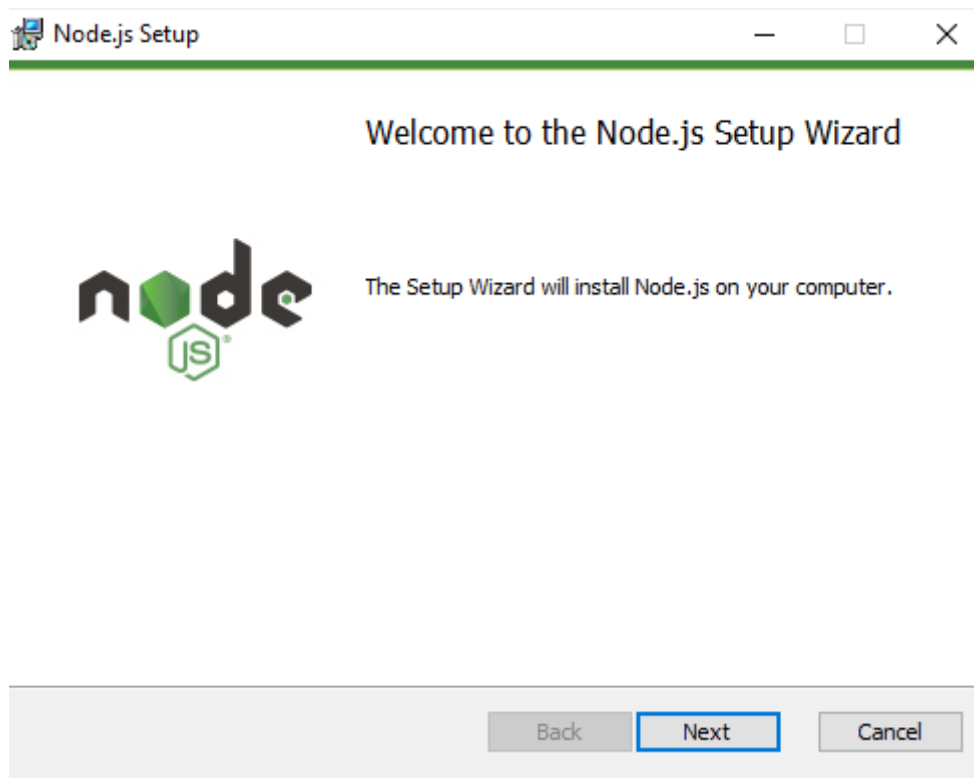 Node.js Setup
Welcome to the Node.js Setup Wizard
node
JS®
The Setup Wizard will install Node.js on your computer.
Back
Next
Cancel